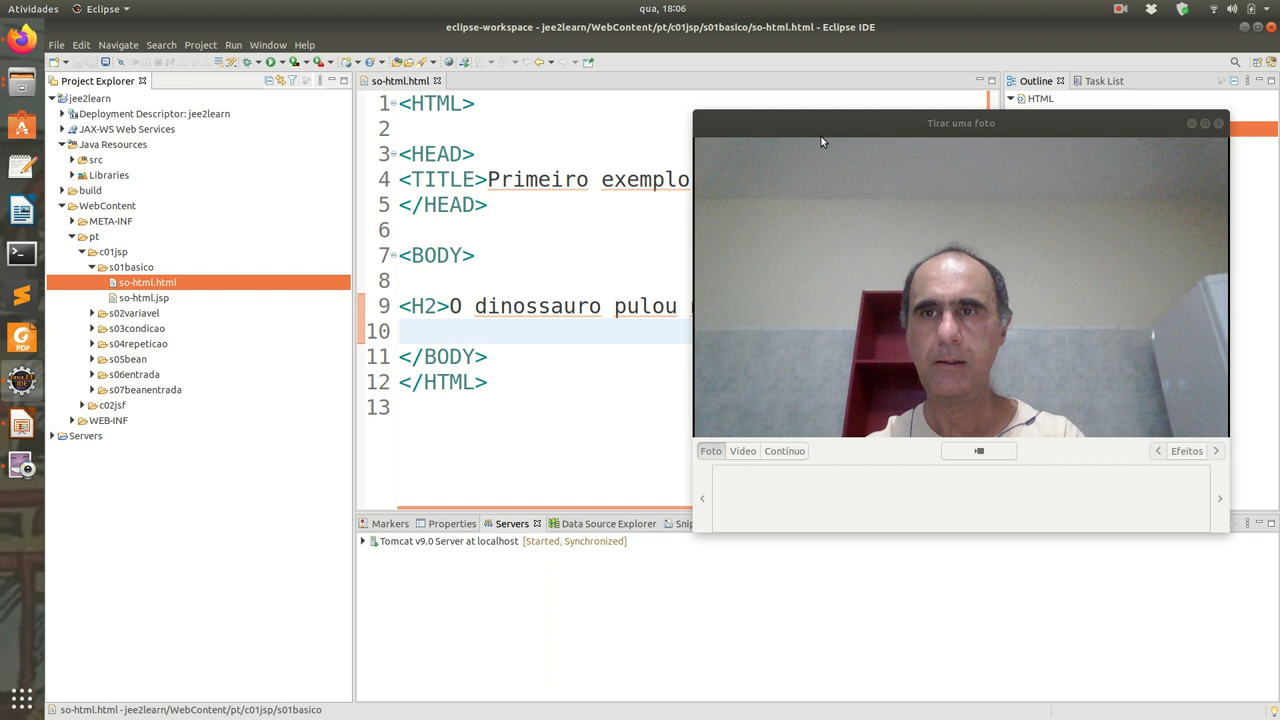 Atividades
Eclipse
qua, 18:06
eclipse-workspace - jee2learn/WebContent/pt/c01jsp/s01basico/so-html.html - Eclipse IDE
File Edit Navigate Search Project Run Window Help
Project Explorer
jee2learn
Deployment Descriptor: jee2learn
JAX-WS Web Services
Java Resources
src
Libraries
build
WebContent
META-INF
pt
c01jsp
s01basico
so-html.html
so-html.jsp
s02variavel
s03condicao
s04repeticao
s05bean
s06entrada
s07beanentrada
c02jsf
WEB-INF
Servers
so-html.html
1 <HTML>
2
3 <HEAD>
4 <TITLE>Primeiro exemplo
5 </HEAD>
6
7 <BODY>
8
9 <H2>O dinossauro pulou
10
11 </BODY>
12 </HTML>
13
Outline
Task List
HTML
Tirar uma foto
Foto Vídeo Contínuo
Efeitos
Markers Properties Servers Data Source Explorer Snip
Tomcat v9.0 Server at localhost [Started, Synchronized]
so-html.html - jee2learn/WebContent/pt/c01jsp/s01basico